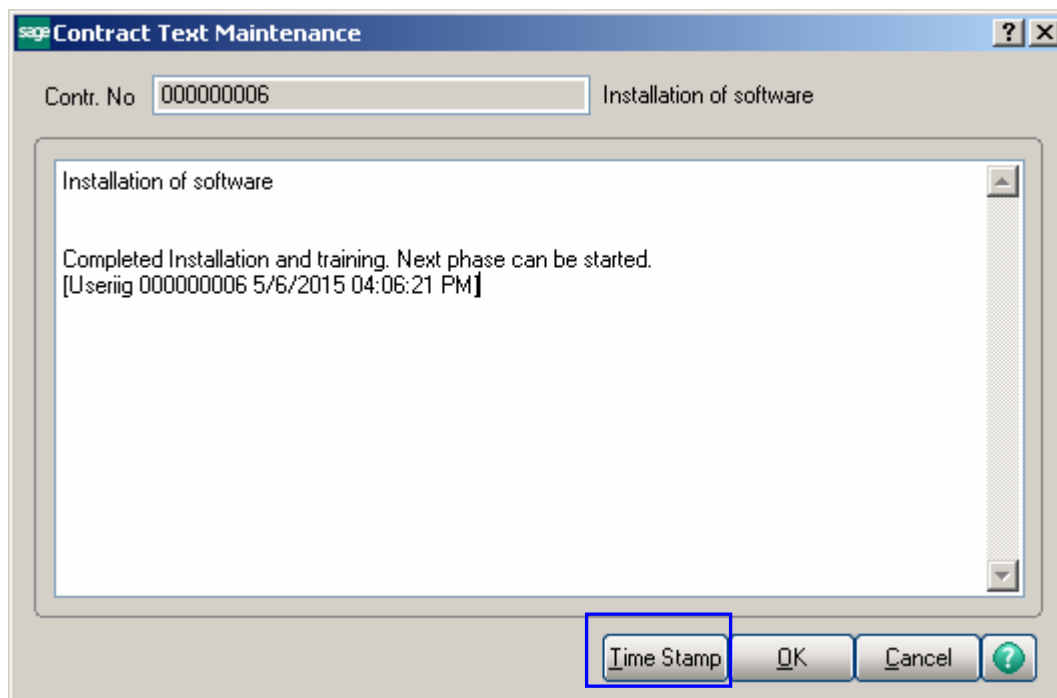 sage Contract Text Maintenance
Contr. No 000000006 Installation of software
Installation of software
Completed Installation and training. Next phase can be started.
[Useriig 000000006 5/6/2015 04:06:21 PM]
Time Stamp OK Cancel ?